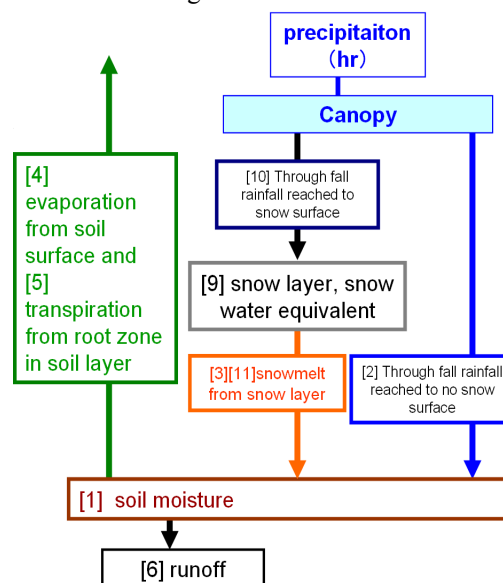 precipitaiton
（hr）
Canopy
[4]
evaporation
from soil
surface and
[5]
transpiration
from root zone
in soil layer
[10] Through fall
rainfall reached to
snow surface
[9] snow layer, snow
water equivalent
[3][11]snowmelt
from snow layer
[2] Through fall rainfall
reached to no snow
surface
[1] soil moisture
[6] runoff